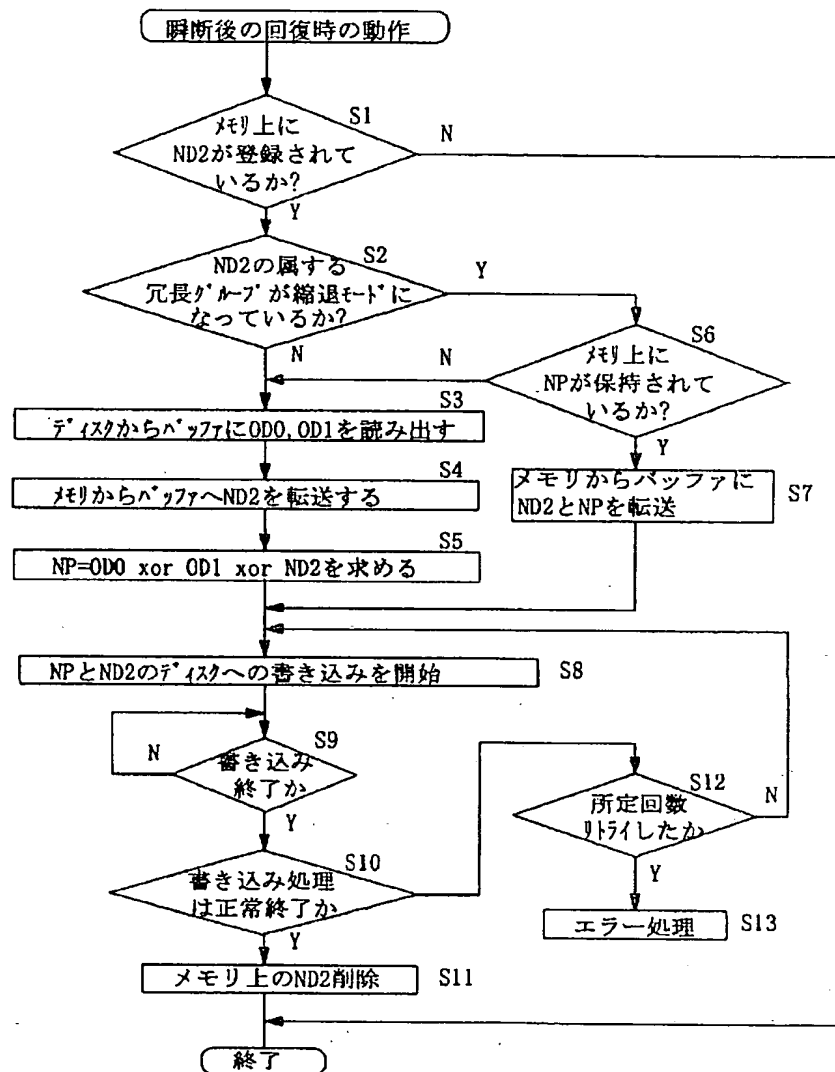 瞬断後の回復時の動作
S1
メモリ上に
N
ND2が登録されて
いるか?
Y
S2
ND2の属する
Y
冗長グループが縮退モードに
なっているか?
S6
N
N
メモリ上に
NPが保持されて
いるか?
S3
ディスクからバッファにOD0,OD1を読み出す
Y
S4
メモリからバッファへND2を転送する
メモリからバッファに
ND2とNPを転送
S7
S5
NP=OD0 xor OD1 xor ND2を求める
NPとND2のディスクへの書き込みを開始
S8
S9
N
書き込み
終了か
S12
所定回数
N
リトライしたか
Y
S10
書き込み処理
は正常終了か
Y
エラー処理
S13
Y
メモリ上のND2削除
S11
終了